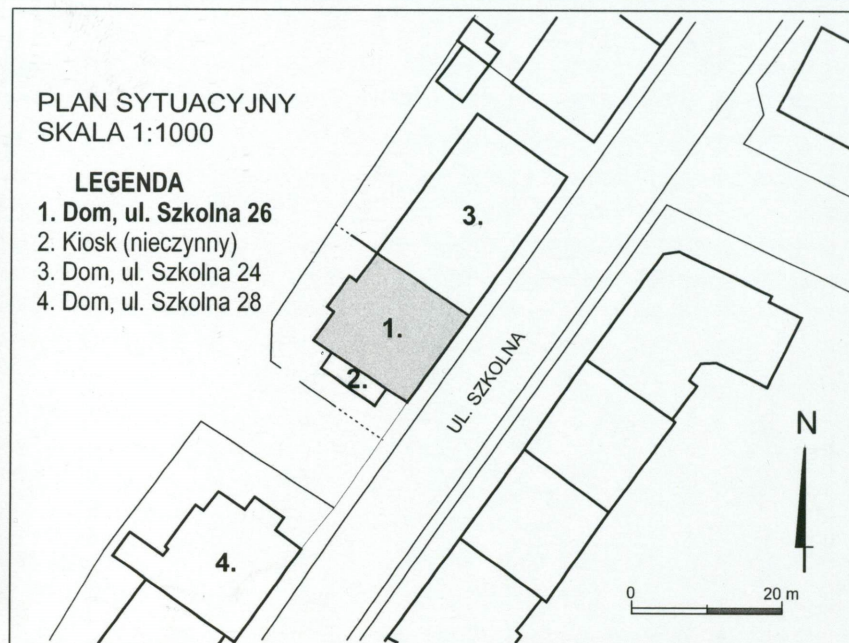 PLAN SYTUACYJNY
SKALA 1:1000
LEGENDA
1. Dom, ul. Szkolna 26
2. Kiosk (nieczynny)
3. Dom, ul. Szkolna 24
4. Dom, ul. Szkolna 28
3.
1.
2.
UL. SZKOLNA
4.
N
0 20 m